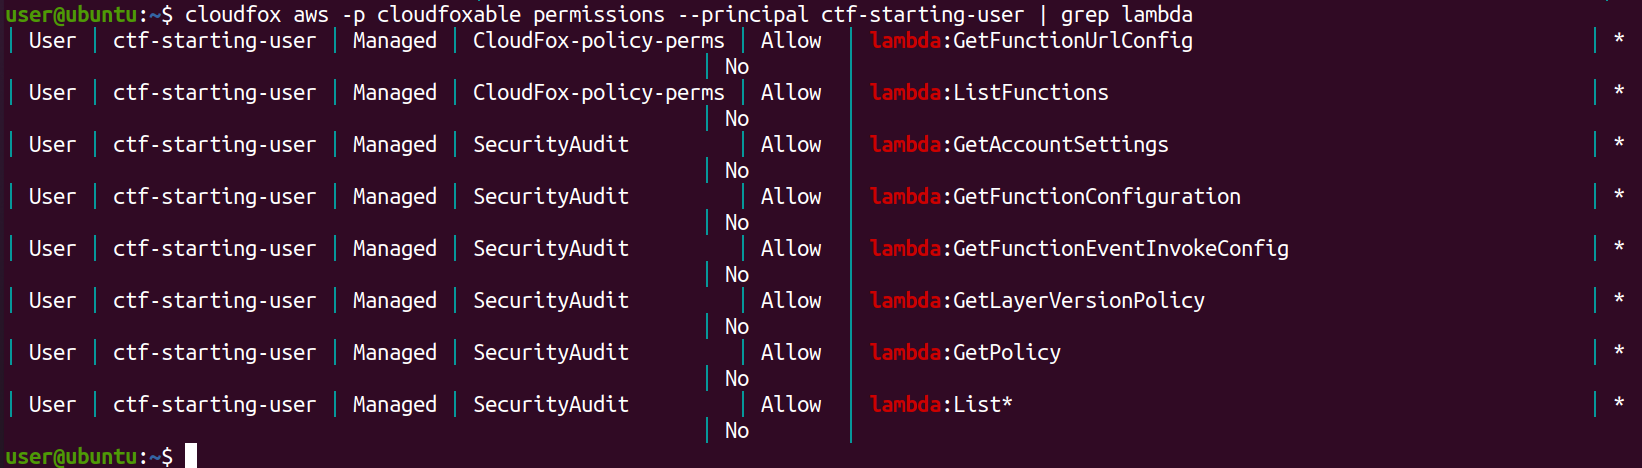 user@ubuntu:~$ cloudfox aws -p cloudfoxable permissions --principal ctf-starting-user | grep lambda
| User | ctf-starting-user | Managed | CloudFox-policy-perms | Allow | lambda:GetFunctionUrlConfig | *
| No |
| User | ctf-starting-user | Managed | CloudFox-policy-perms | Allow | lambda:ListFunctions | *
| No |
| User | ctf-starting-user | Managed | SecurityAudit | Allow | lambda:GetAccountSettings | *
| No |
| User | ctf-starting-user | Managed | SecurityAudit | Allow | lambda:GetFunctionConfiguration | *
| No |
| User | ctf-starting-user | Managed | SecurityAudit | Allow | lambda:GetFunctionEventInvokeConfig | *
| No |
| User | ctf-starting-user | Managed | SecurityAudit | Allow | lambda:GetLayerVersionPolicy | *
| No |
| User | ctf-starting-user | Managed | SecurityAudit | Allow | lambda:GetPolicy | *
| No |
| User | ctf-starting-user | Managed | SecurityAudit | Allow | lambda:List* | *
| No |
user@ubuntu:~$